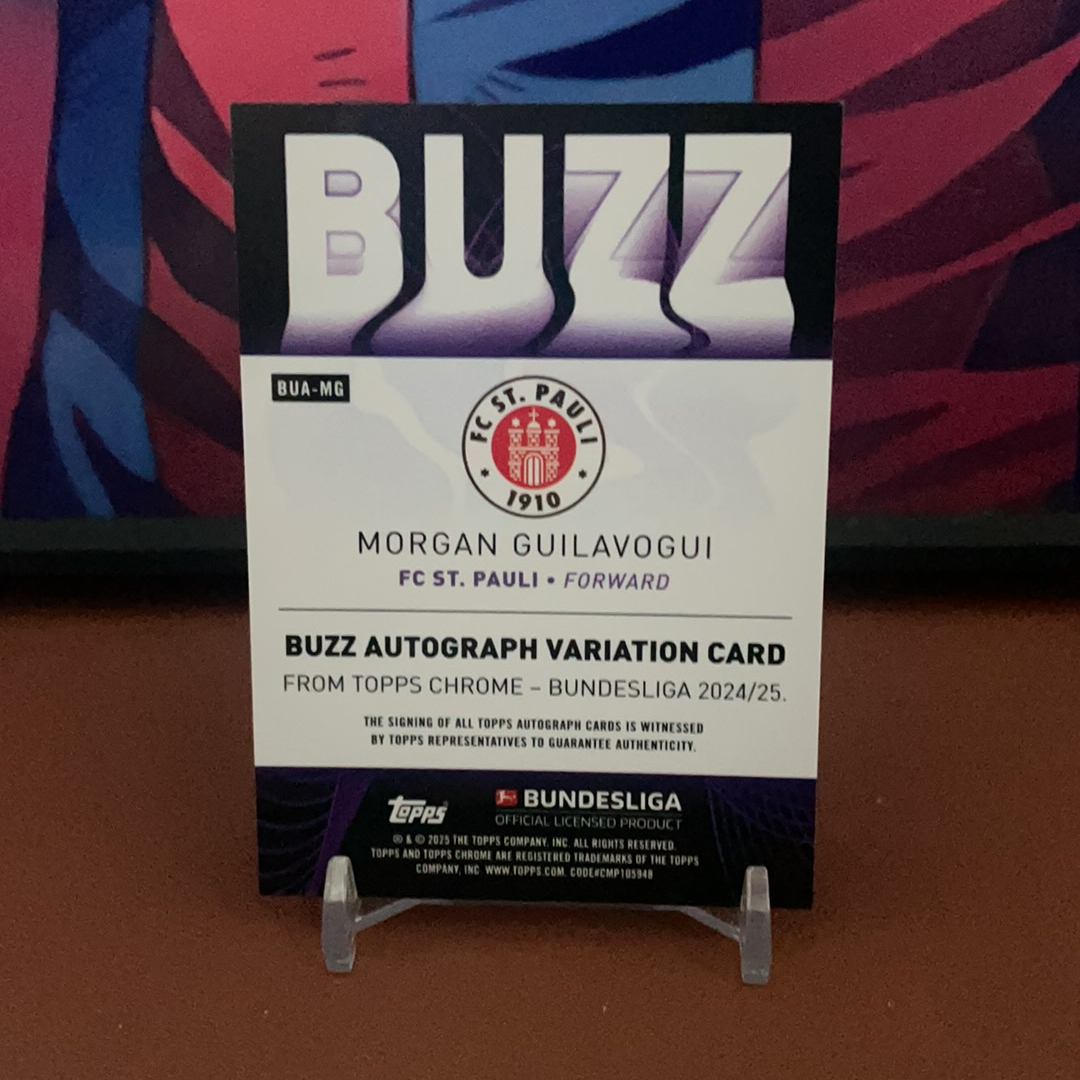 BUZZ
BUA-MG
FC ST. PAULI
1910
MORGAN GUILAVOGUI
FC ST. PAULI • FORWARD
BUZZ AUTOGRAPH VARIATION CARD
FROM TOPPS CHROME – BUNDESLIGA 2024/25.
THE SIGNING OF ALL TOPPS AUTOGRAPH CARDS IS WITNESSED
BY TOPPS REPRESENTATIVES TO GUARANTEE AUTHENTICITY.
Topps
BUNDESLIGA
OFFICIAL LICENSED PRODUCT
® & © 2025 THE TOPPS COMPANY, INC. ALL RIGHTS RESERVED.
TOPPS AND TOPPS CHROME ARE REGISTERED TRADEMARKS OF THE TOPPS
COMPANY, INC. WWW.TOPPS.COM. CODE#CMP105948